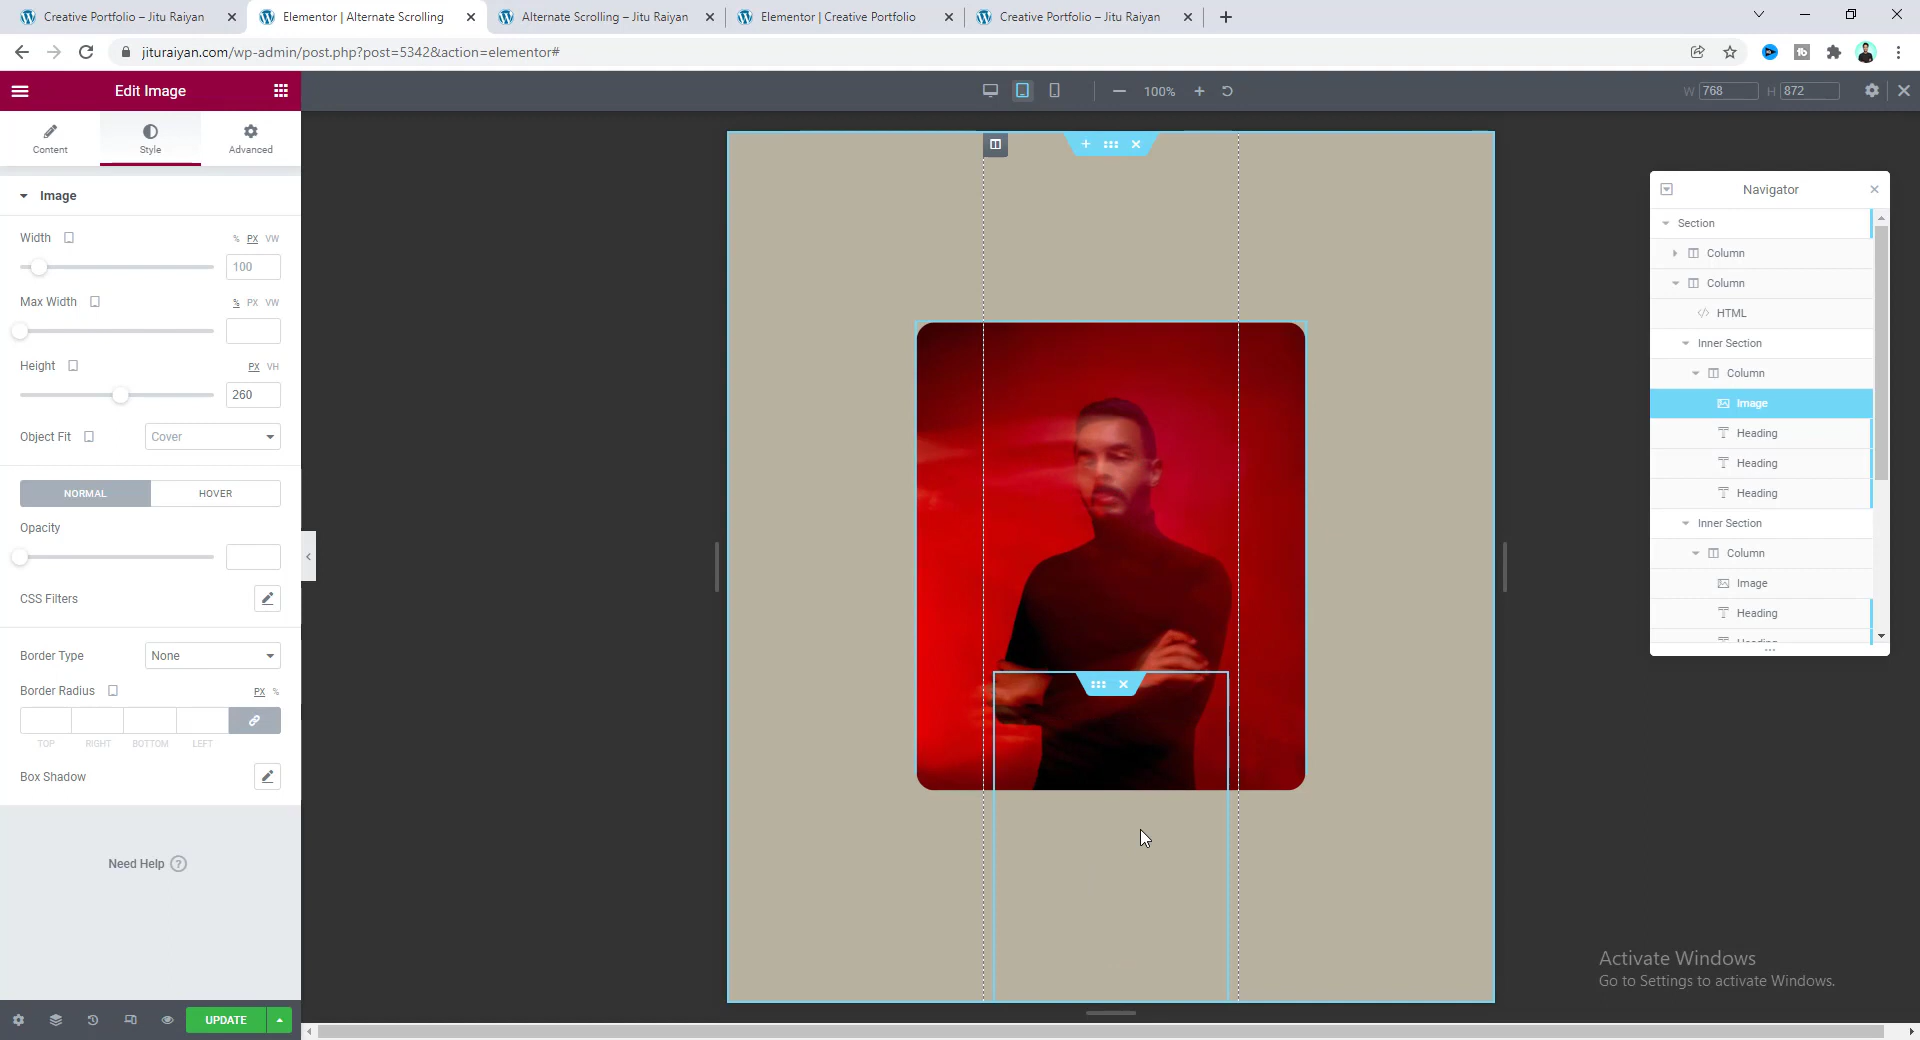 Creative Portfolio – Jitu Raiyan
Elementor | Alternate Scrolling
Alternate Scrolling – Jitu Raiyan
Elementor | Creative Portfolio
Creative Portfolio – Jitu Raiyan
jituraiyan.com/wp-admin/post.php?post=5342&action=elementor#
Edit Image
100%
W 768 H 872
Content
Style
Advanced
Image
Width % PX VW
100
Max Width % PX VW
Height PX VH
260
Object Fit Cover
NORMAL HOVER
Opacity
CSS Filters
Border Type None
Border Radius PX %
TOP RIGHT BOTTOM LEFT
Box Shadow
Need Help ?
UPDATE
Navigator
Section
Column
Column
HTML
Inner Section
Column
Image
Heading
Heading
Heading
Inner Section
Column
Image
Heading
Heading
Activate Windows
Go to Settings to activate Windows.